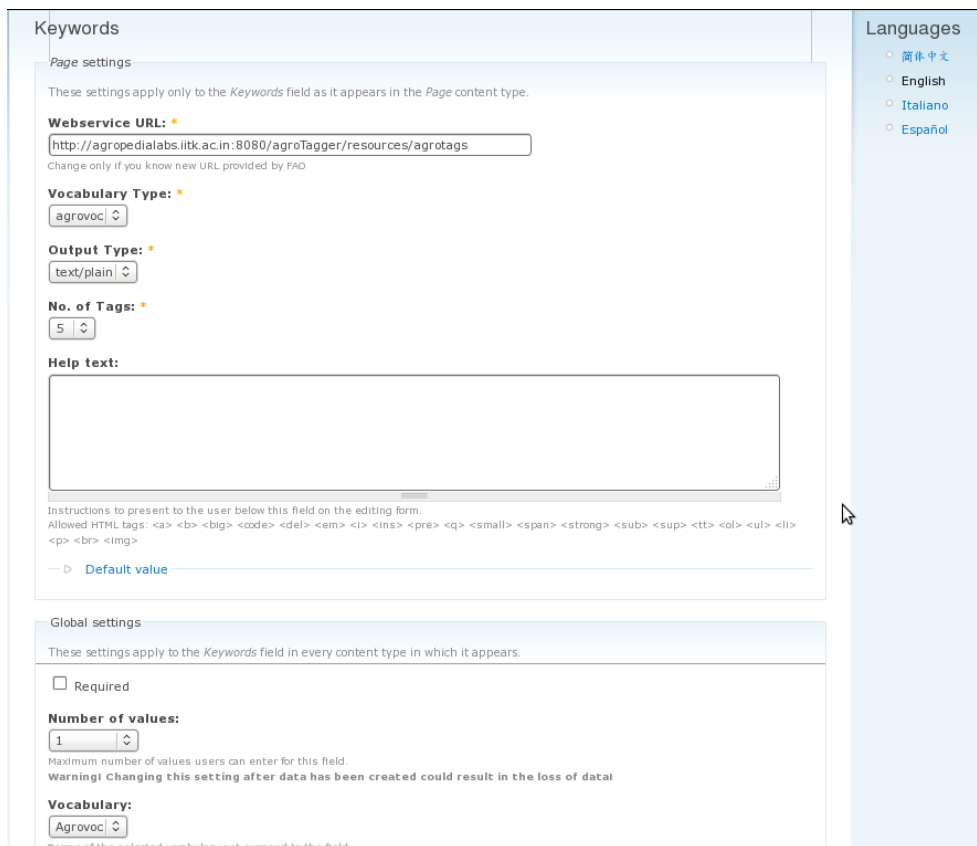 Keywords
Page settings
These settings apply only to the Keywords field as it appears in the Page content type.
Webservice URL: *
http://agropedialabs.iitk.ac.in:8080/agroTagger/resources/agrotags
Change only if you know new URL provided by FAO
Vocabulary Type: *
agrovoc
Output Type: *
text/plain
No. of Tags: *
5
Help text:
Instructions to present to the user below this field on the editing form.
Allowed HTML tags: <a> <b> <big> <code> <del> <em> <i> <ins> <pre> <q> <small> <span> <strong> <sub> <sup> <tt> <ol> <ul> <li>
<p> <br> <img>
Default value
Global settings
These settings apply to the Keywords field in every content type in which it appears.
Required
Number of values:
1
Maximum number of values users can enter for this field.
Warning! Changing this setting after data has been created could result in the loss of data!
Vocabulary:
Agrovoc
Languages
简体中文
English
Italiano
Español